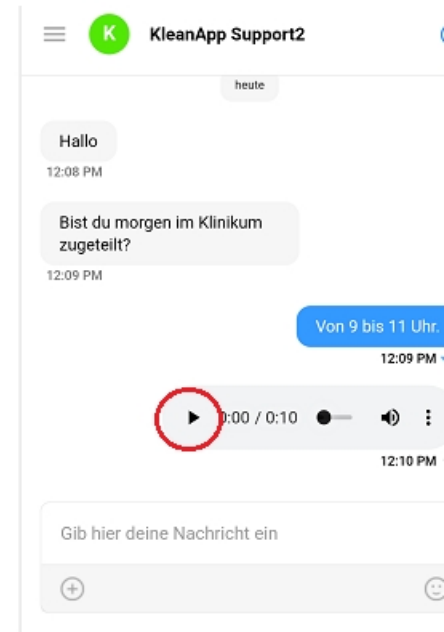 K
KleanApp Support2
heute
Hallo
12:08 PM
Bist du morgen im Klinikum
zugeteilt?
12:09 PM
Von 9 bis 11 Uhr.
12:09 PM
0:00 / 0:10
12:10 PM
Gib hier deine Nachricht ein